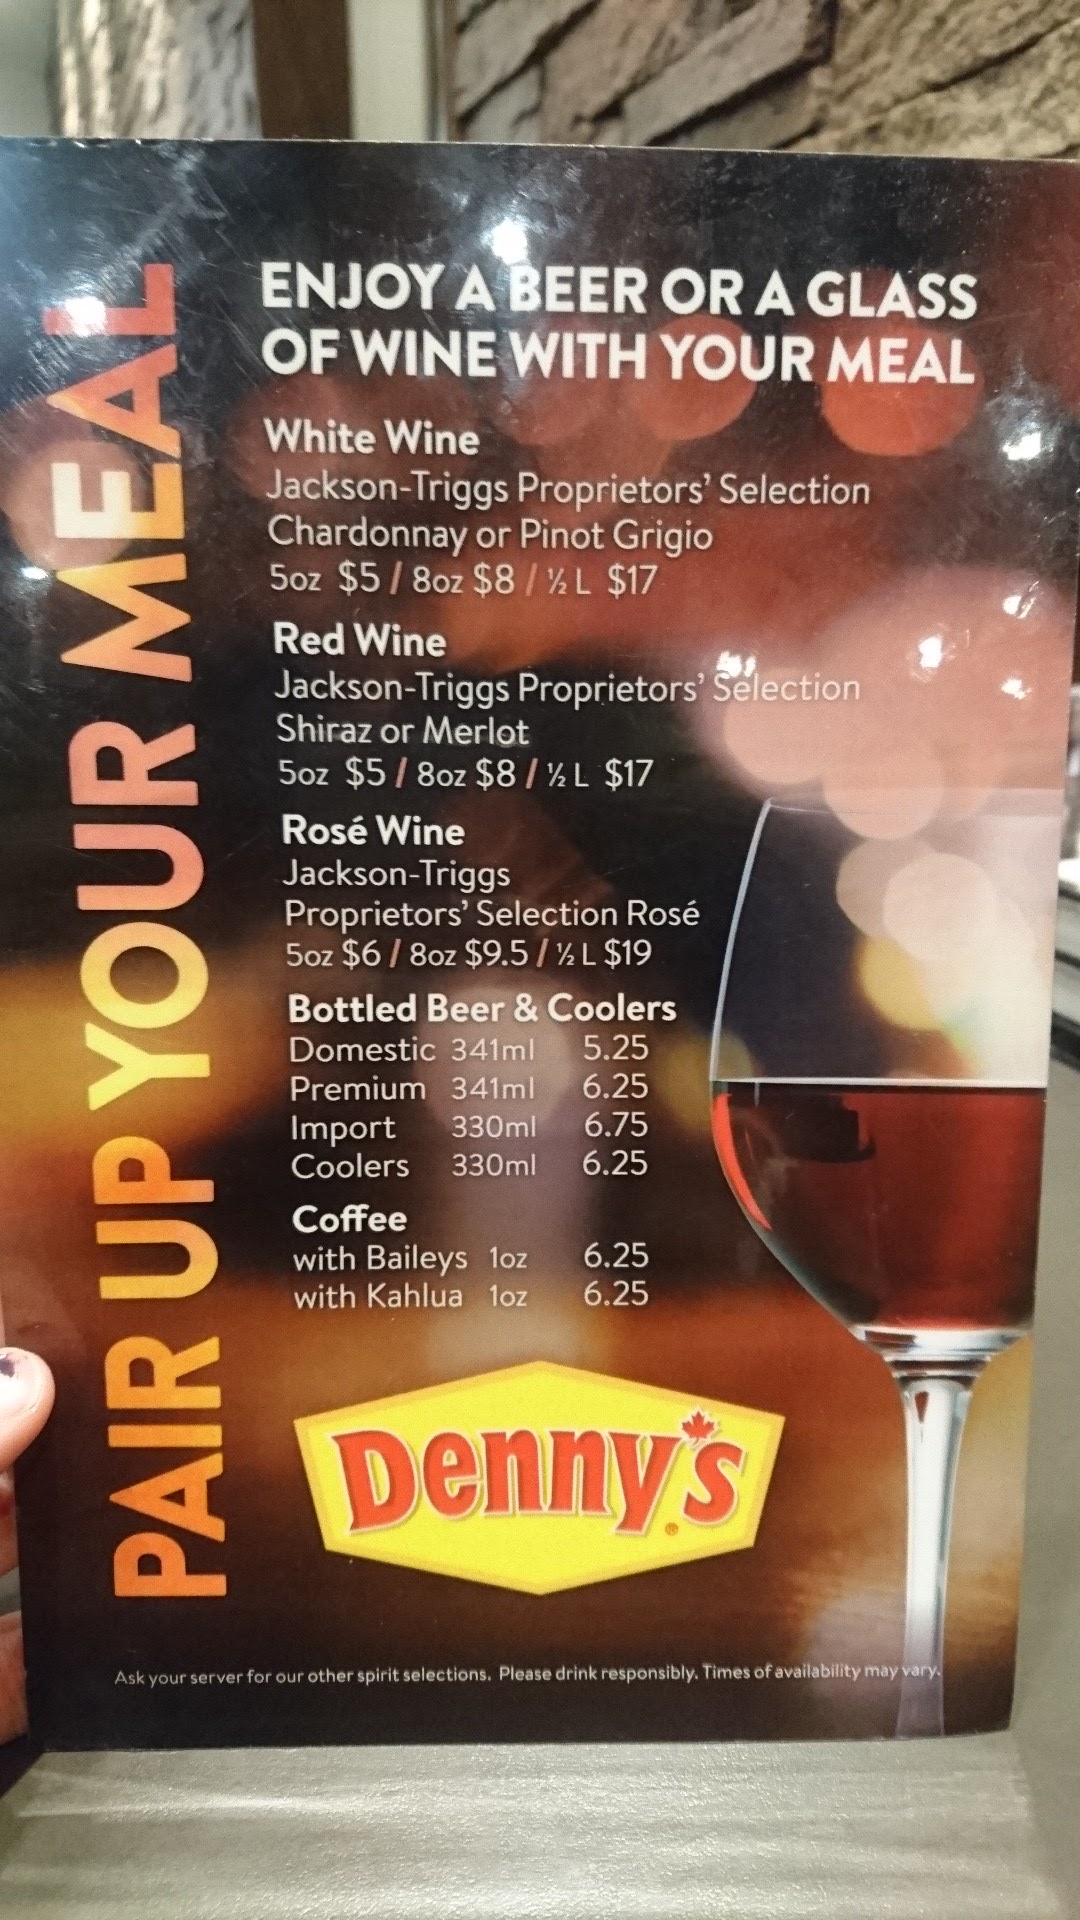 PAIR UP YOUR MEAL
ENJOY A BEER OR A GLASS
OF WINE WITH YOUR MEAL
White Wine
Jackson-Triggs Proprietors' Selection
Chardonnay or Pinot Grigio
5oz $5 / 8oz $8 / ½ L $17
Red Wine
Jackson-Triggs Proprietors' Selection
Shiraz or Merlot
5oz $5 / 8oz $8 / ½ L $17
Rosé Wine
Jackson-Triggs
Proprietors' Selection Rosé
5oz $6 / 8oz $9.5 / ½ L $19
Bottled Beer & Coolers
Domestic 341ml 5.25
Premium 341ml 6.25
Import 330ml 6.75
Coolers 330ml 6.25
Coffee
with Baileys 1oz 6.25
with Kahlua 1oz 6.25
Denny's®
Ask your server for our other spirit selections. Please drink responsibly. Times of availability may vary.